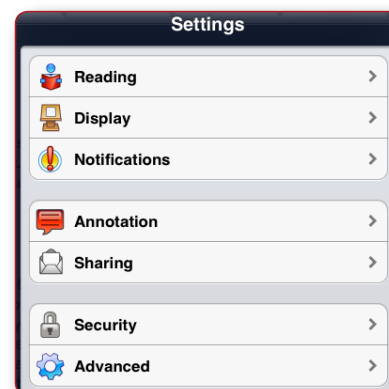 Settings
Reading
Display
Notifications
Annotation
Sharing
Security
Advanced